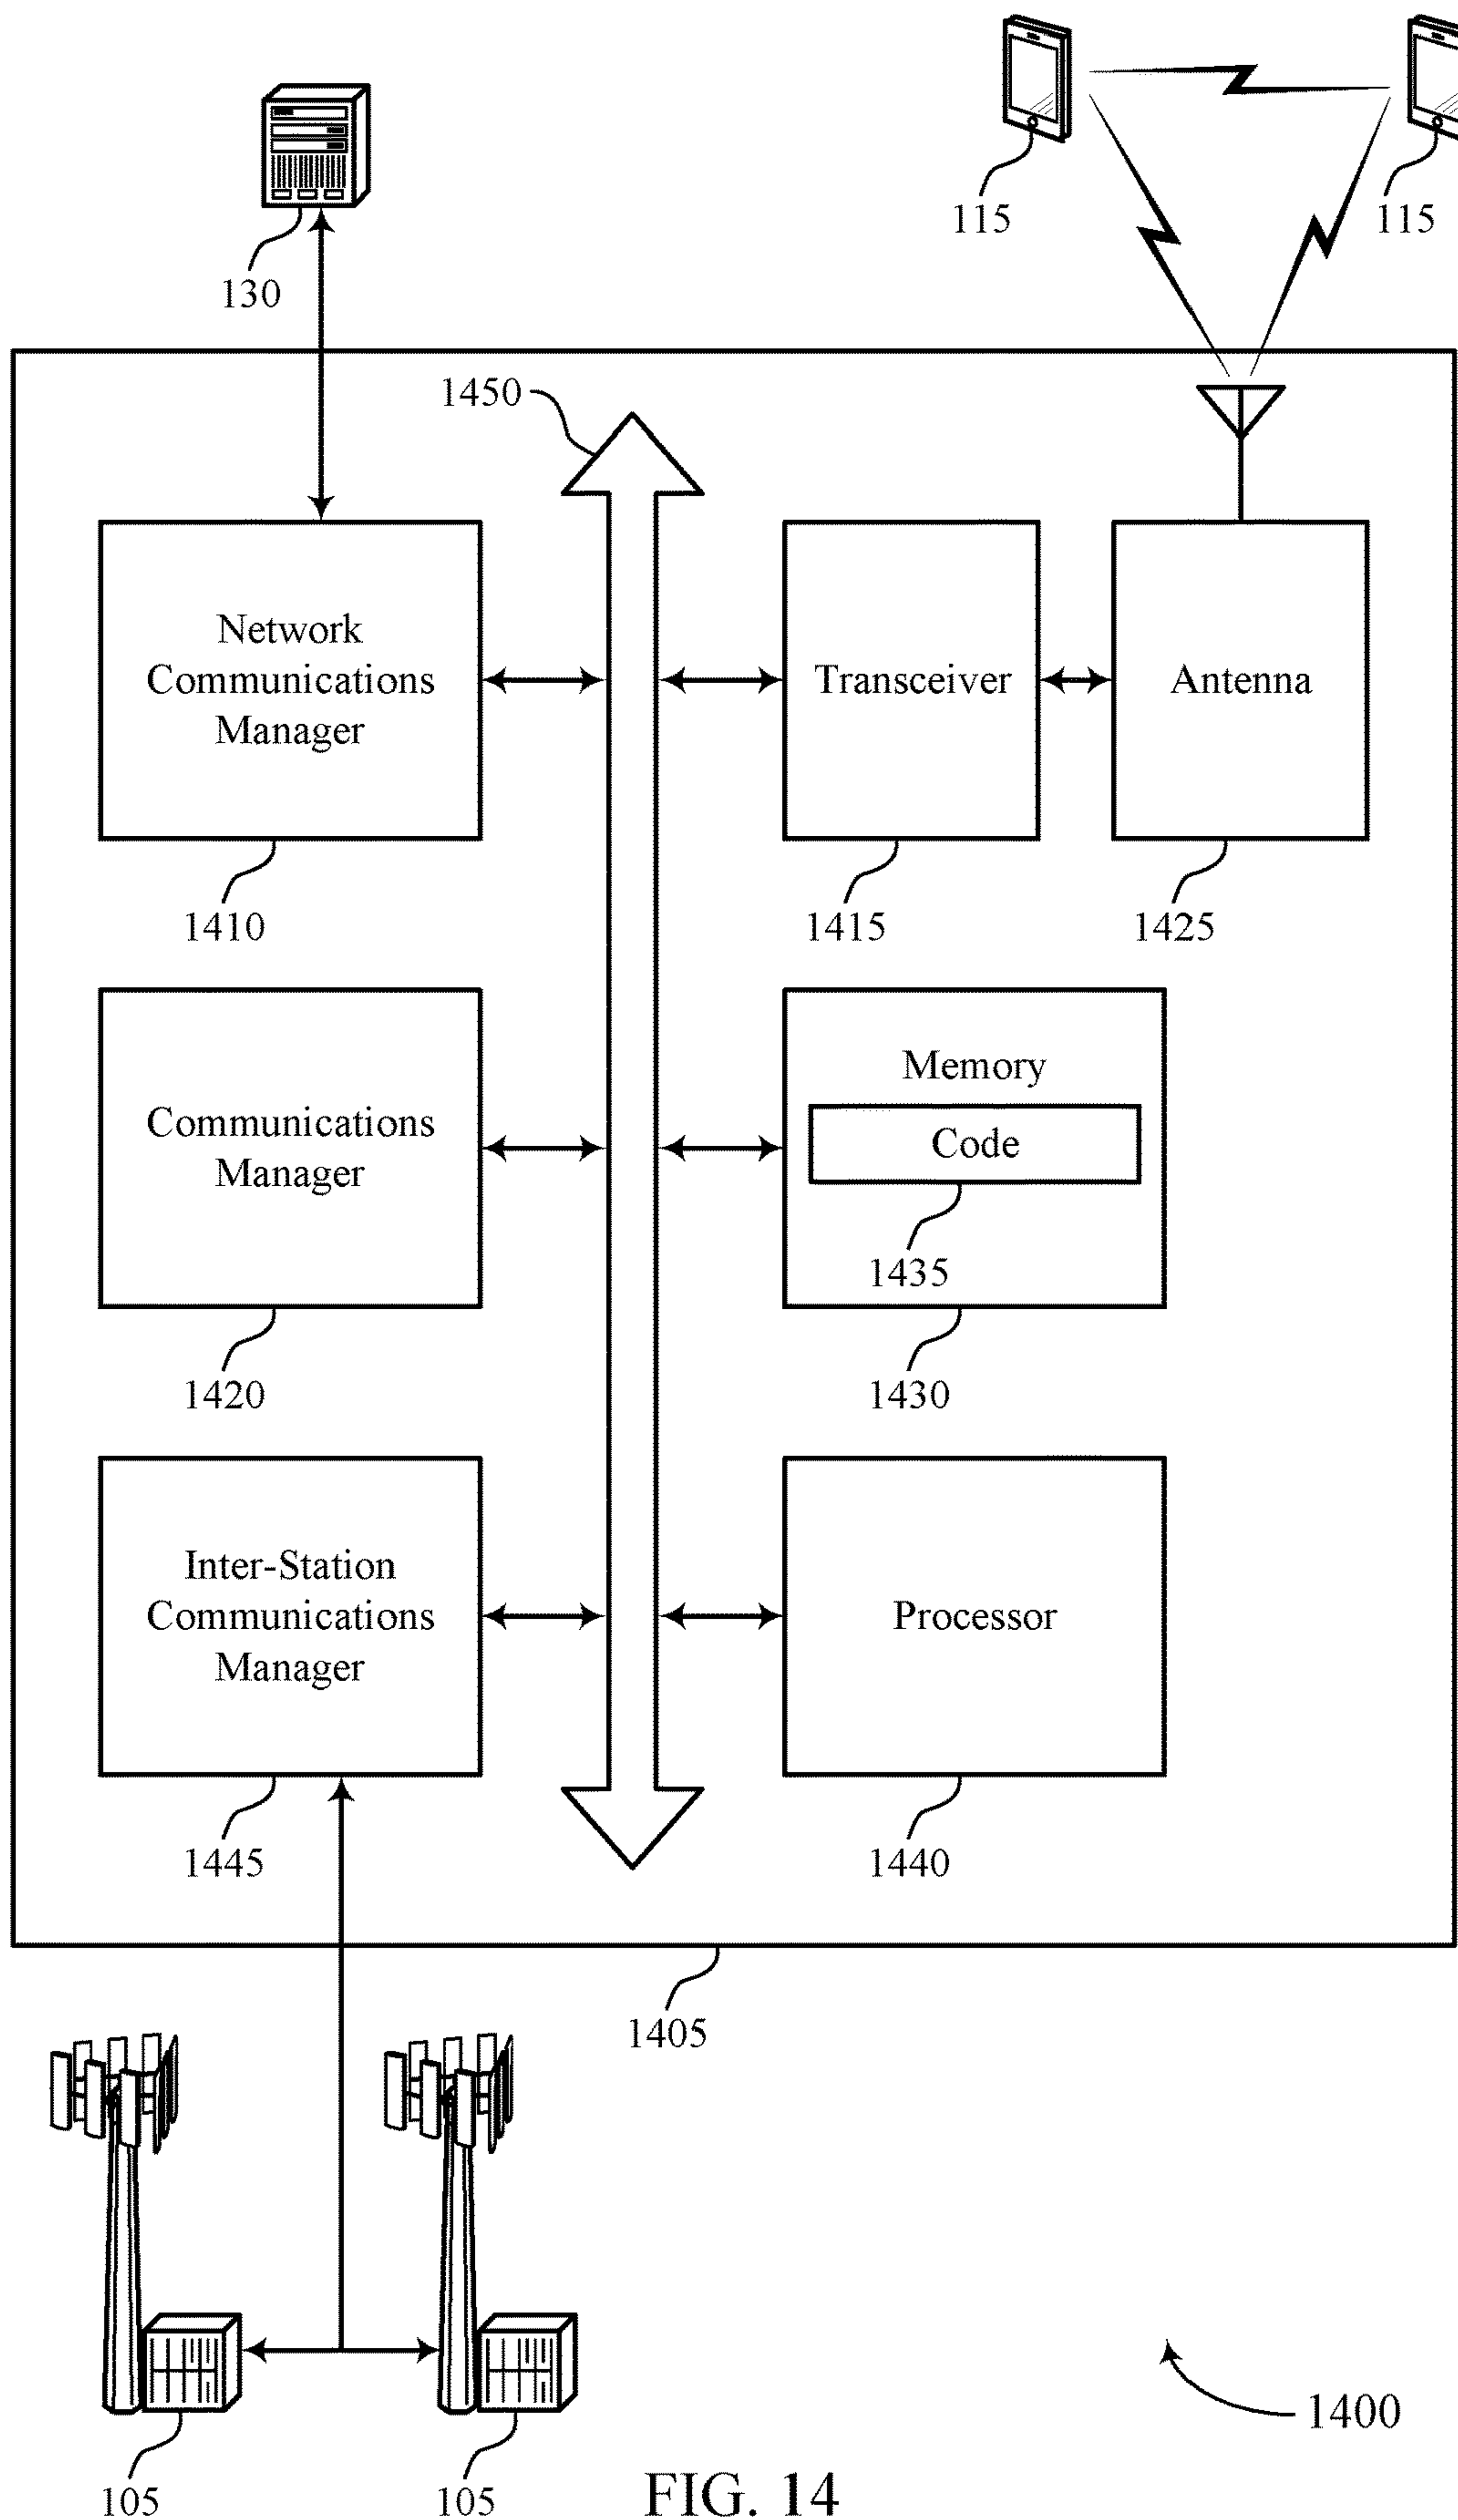 115
115
130
1450
Network
Communications
Manager
Transceiver
Antenna
1410
1415
1425
Communications
Manager
Memory
Code
1435
1420
1430
Inter-Station
Communications
Manager
Processor
1445
1440
1405
1400
105
105
FIG. 14